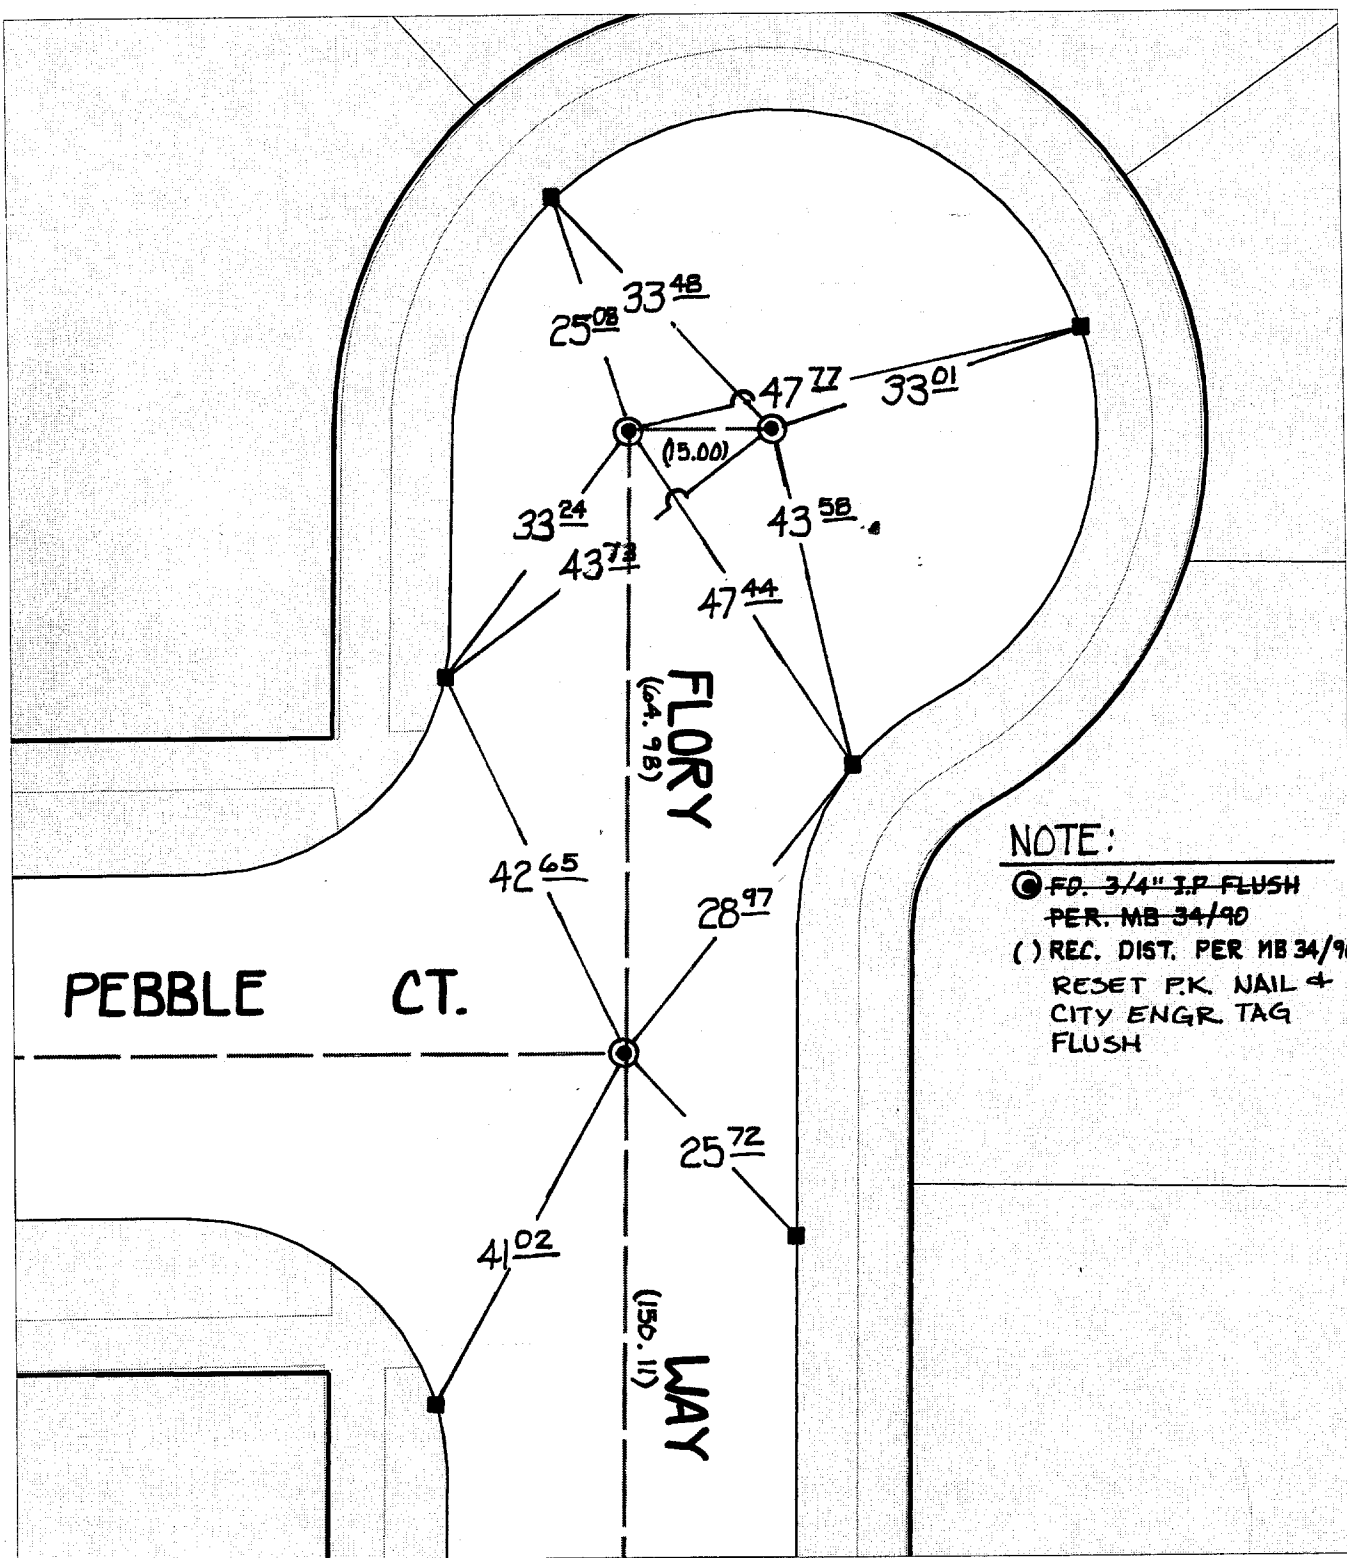 33 48
25 08
47 77
33 01
(15.00)
33 24
43 58
43 73
47 44
FLORY
(64.98)
NOTE:
42 65
FD. 3/4" I.P FLUSH
28 97
PER. MB 34/90
( ) REC. DIST. PER MB 34/90
PEBBLE CT.
RESET P.K. NAIL &
CITY ENGR. TAG
FLUSH
25 72
41 02
(150.11)
WAY